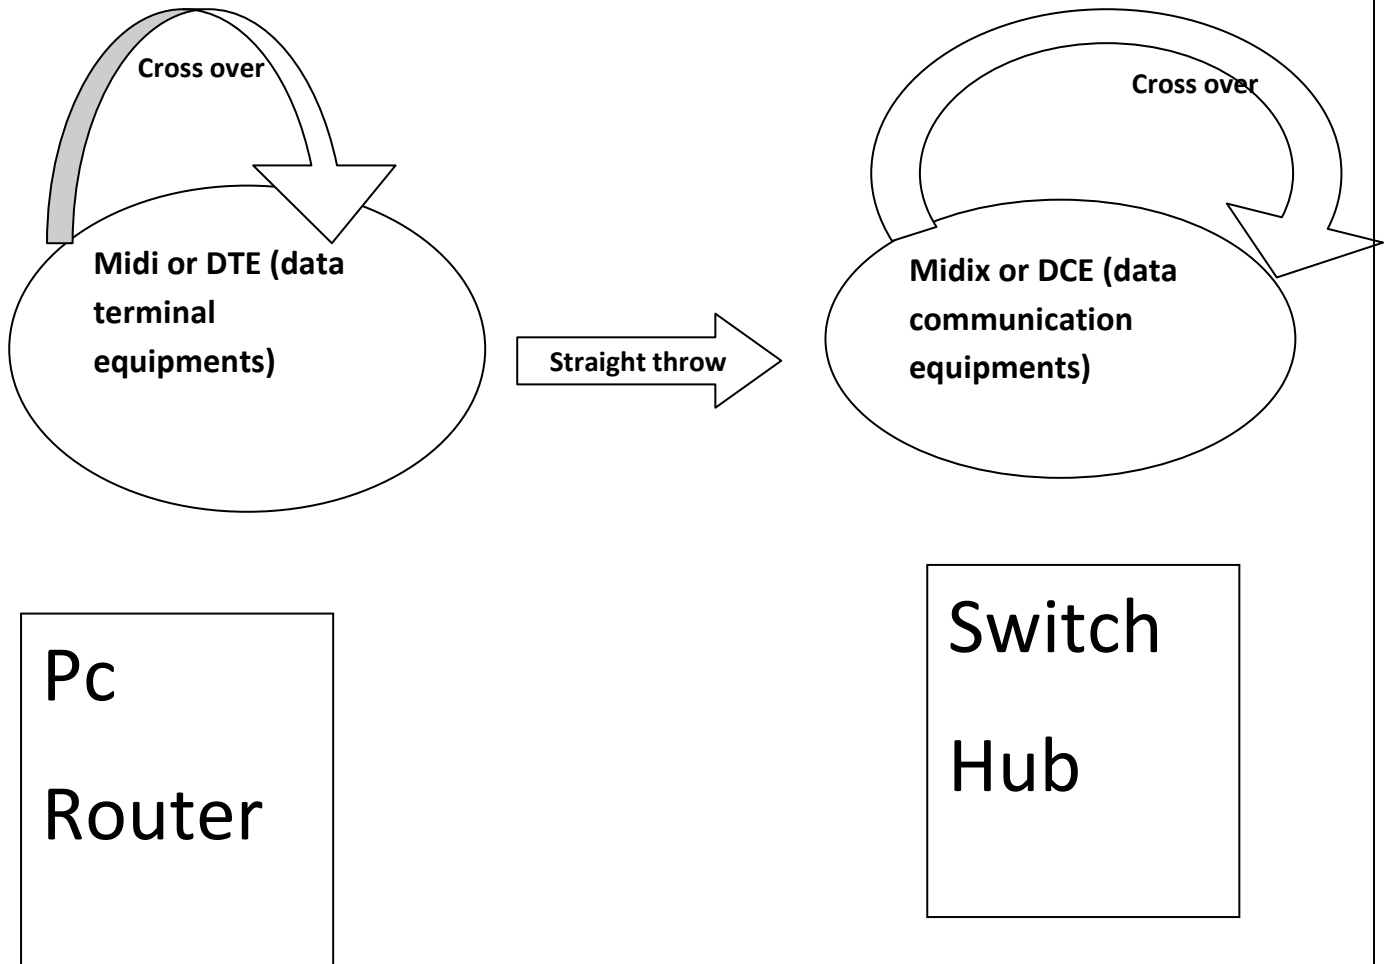 Cross over
Cross over
Midi or DTE (data
terminal
equipments)
Straight throw
Midix or DCE (data
communication
equipments)
Pc
Router
Switch
Hub